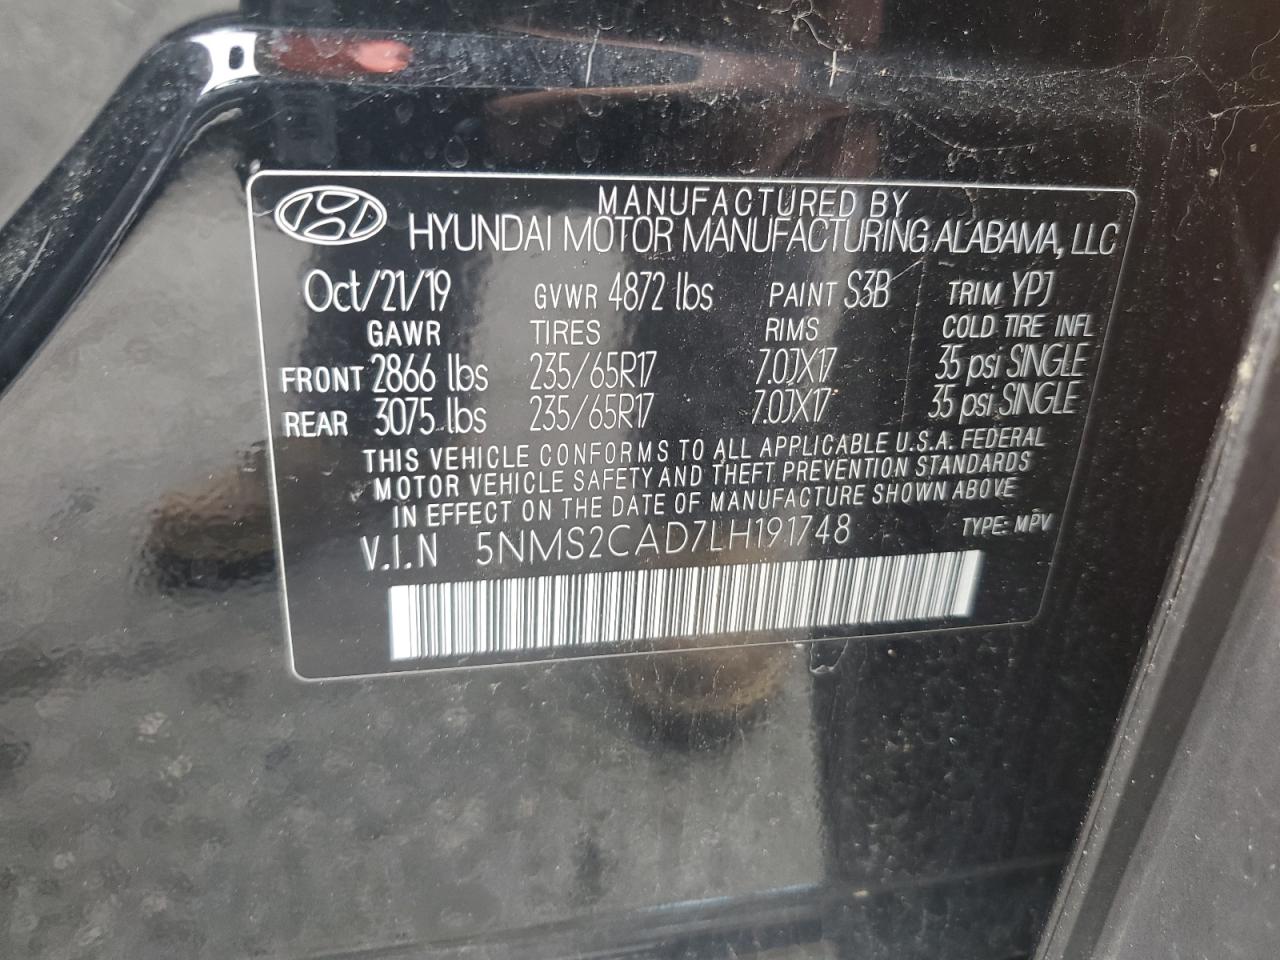 MANUFACTURED BY
HYUNDAI MOTOR MANUFACTURING ALABAMA, LLC
Oct/21/19 GVWR 4872 lbs PAINT S3B TRIM YPJ
GAWR TIRES RIMS COLD TIRE INFL
FRONT 2866 lbs 235/65R17 7.0JX17 35 psi SINGLE
REAR 3075 lbs 235/65R17 7.0JX17 35 psi SINGLE
THIS VEHICLE CONFORMS TO ALL APPLICABLE U.S.A. FEDERAL
MOTOR VEHICLE SAFETY AND THEFT PREVENTION STANDARDS
IN EFFECT ON THE DATE OF MANUFACTURE SHOWN ABOVE
V.I.N 5NMS2CAD7LH191748 TYPE: MPV